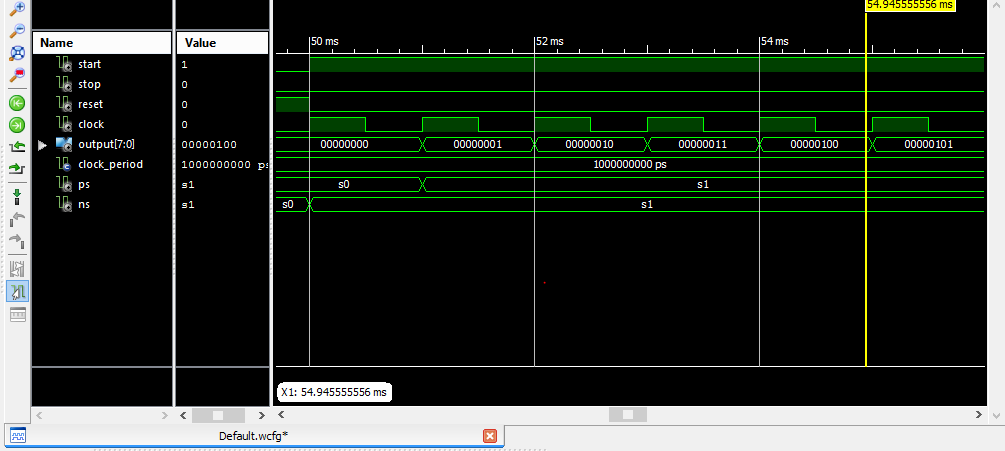 54.945555556 ms
Name Value
50 ms 52 ms 54 ms
start 1
stop 0
reset 0
clock 0
output[7:0] 00000100 00000000 00000001 00000010 00000011 00000100 00000101
clock_period 1000000000 ps 1000000000 ps
ps s1 s0 s1
ns s1 s0 s1
X1: 54.945555556 ms
Default.wcfg*